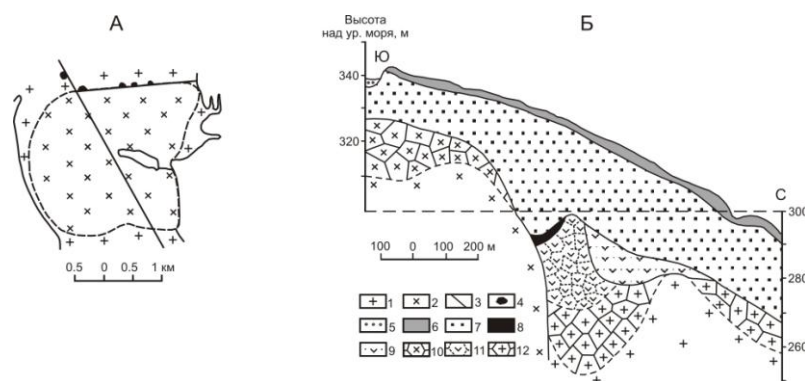 А
Б
Высота
над ур. моря, м
Ю
340
320
С
300
280
260
0.5 0 0.5 1 км
100 0 100 200 м
1 2 3 4
5 6 7 8
9 10 11 12